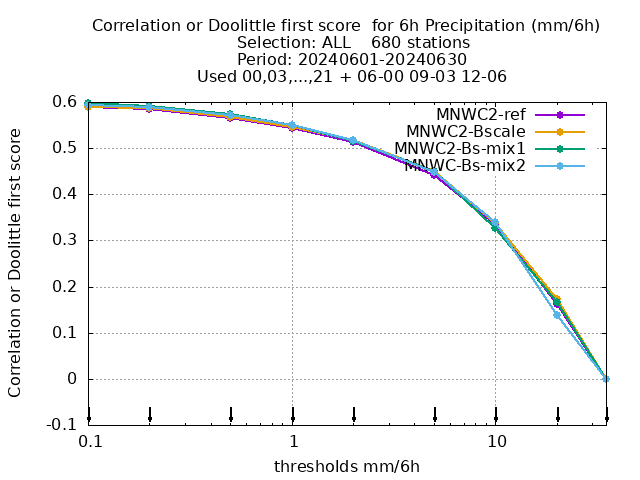 Correlation or Doolittle first score  for 6h Precipitation (mm/6h)
Selection: ALL    680 stations
Period: 20240601-20240630
Used 00,03,...,21 + 06-00 09-03 12-06
MNWC2-ref
MNWC2-Bscale
MNWC2-Bs-mix1
MNWC-Bs-mix2
Correlation or Doolittle first score
0.6
0.5
0.4
0.3
0.2
0.1
0
-0.1
0.1
1
10
thresholds mm/6h